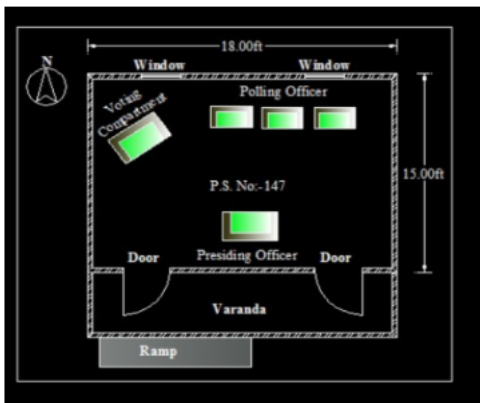 18.00ft
N
Window
Window
Voting
Compartment
Polling Officer
15.00ft
P.S. No:-147
Door
Presiding Officer
Door
Varanda
Ramp